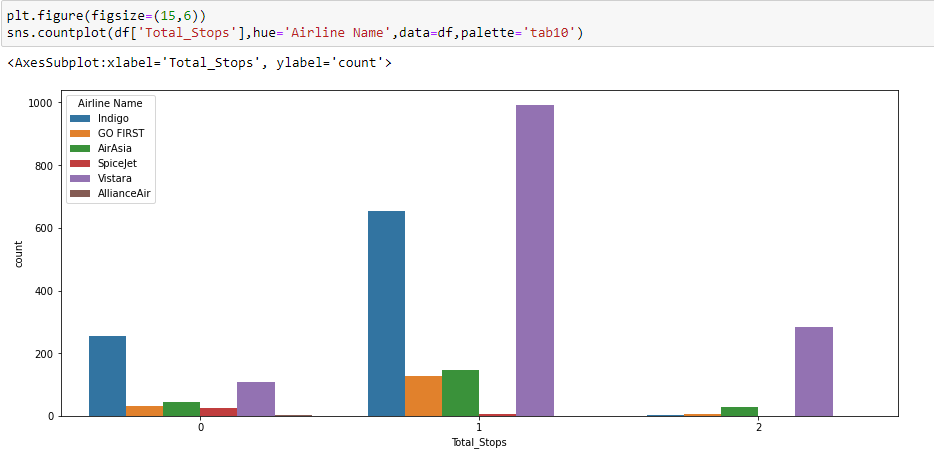 plt.figure(figsize=(15,6))
sns.countplot(df['Total_Stops'],hue='Airline Name',data=df,palette='tab10')
<AxesSubplot:xlabel='Total_Stops', ylabel='count'>
Airline Name
Indigo
GO FIRST
AirAsia
SpiceJet
Vistara
AllianceAir
1000
800
600
400
200
0
count
0 1 2
Total_Stops